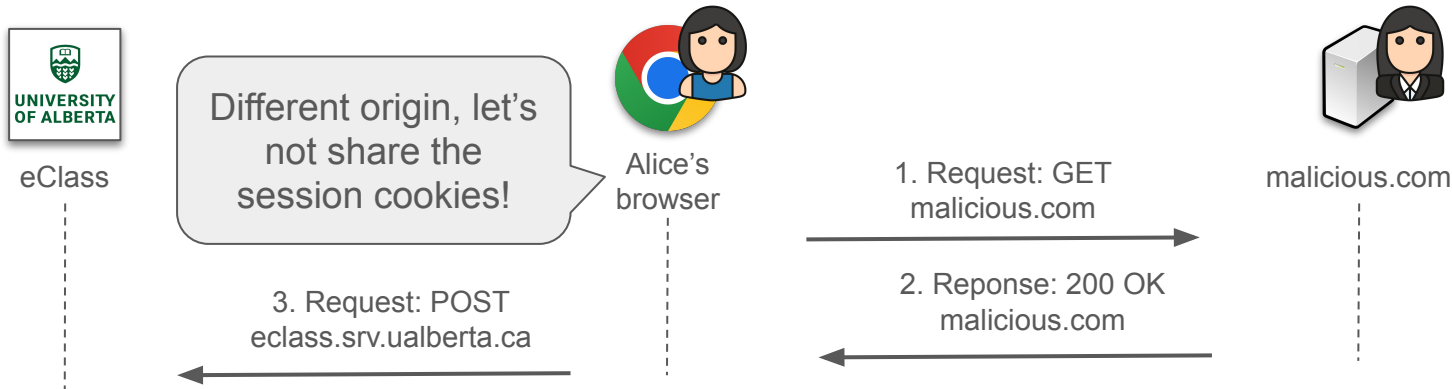 UNIVERSITY
OF ALBERTA
eClass
Different origin, let’s
not share the
session cookies!
Alice’s
browser
malicious.com
1. Request: GET
malicious.com
2. Reponse: 200 OK
malicious.com
3. Request: POST
eclass.srv.ualberta.ca